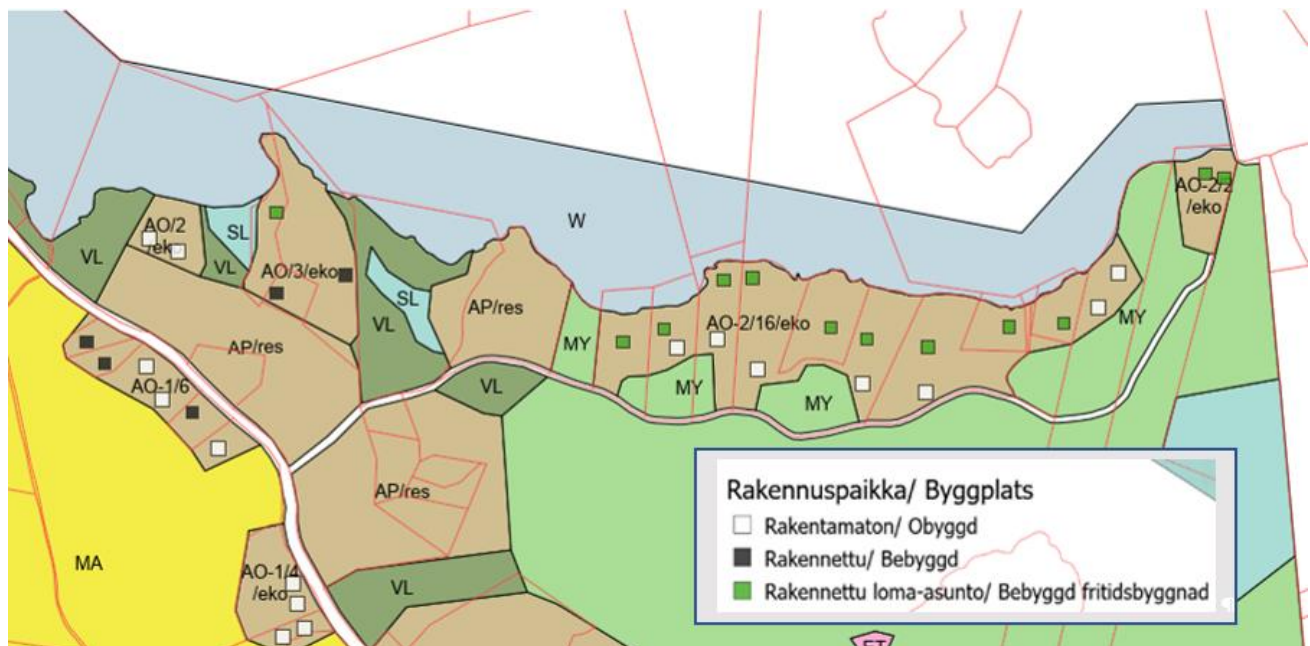 W
AO-2/2
/eko
AO/2
/eko
SL
VL
VL
AO/3/eko
SL
VL
AP/res
AO-2/16/eko
MY
MY
AP/res
MY
VL
MY
AO-1/6
Rakennuspaikka/ Byggplats
Rakentamaton/ Obyggd
Rakennettu/ Bebyggd
Rakennettu loma-asunto/ Bebyggd fritidsbyggnad
AP/res
MA
AO-1/4
/eko
VL
ET